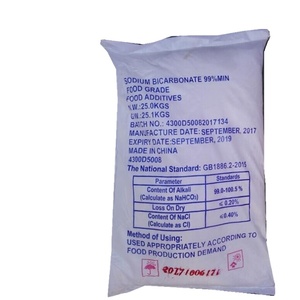 SODIUM BICARBONATE 99%MIN
FOOD GRADE
FOOD ADDITIVES
N.W.:25.0KGS
25.1KGS
BATCH NO.: 4300D50082017134
MANUFACTURE DATE: SEPTEMBER, 2017
EXPIRY DATE:SEPTEMBER, 2019
MADE IN CHINA
4300D5008
The National Standard: GB1886.2-2015
Parameter Standards
Content Of Alkali
(Calculate as NaHCO₃) 99.0-100.5 %
Loss On Dry ≤ 0.20%
Content Of NaCl
(Calculate as Cl) ≤0.40%
Method of Using:
USED APPROPRIATELY ACCORDING TO
FOOD PRODUCTION DEMAND